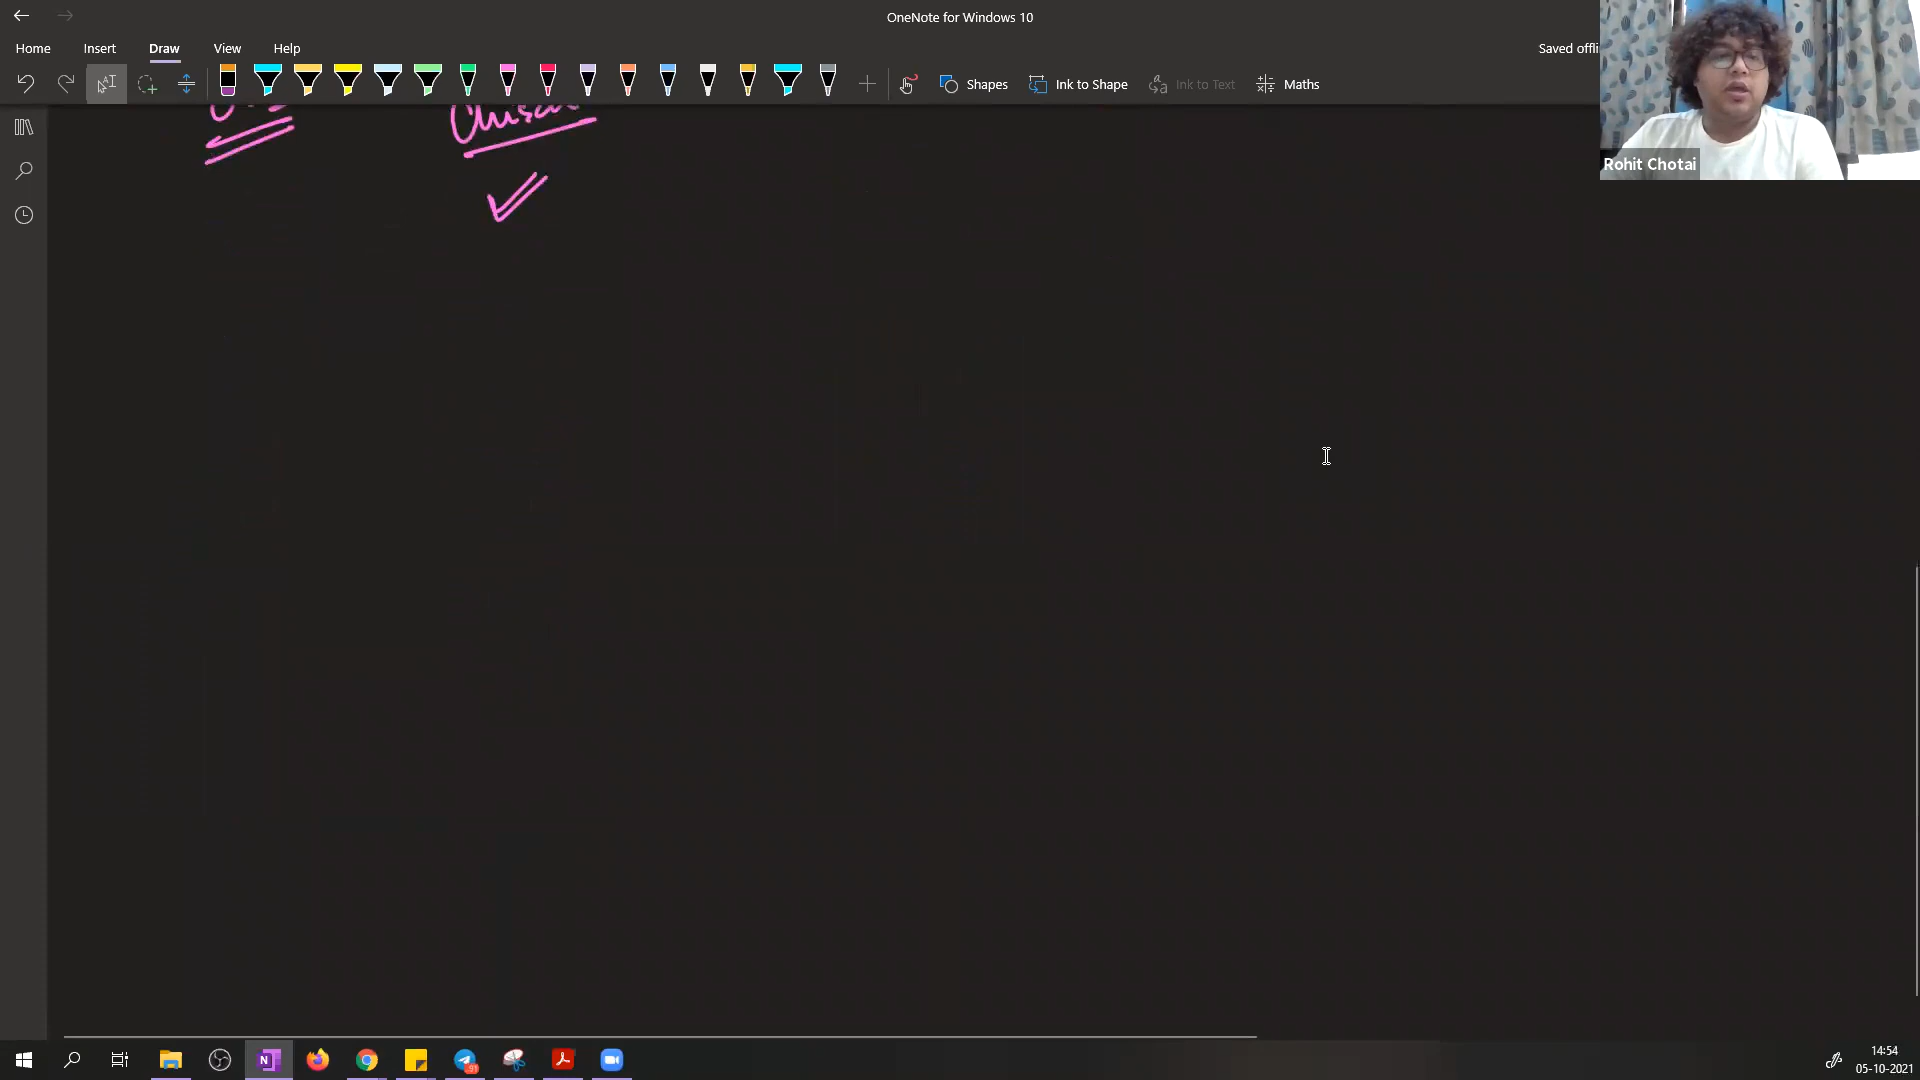 OneNote for Windows 10
Home Insert Draw View Help Saved offli
Shapes Ink to Shape Ink to Text Maths
Rohit Chotai
91
14:54
05-10-2021